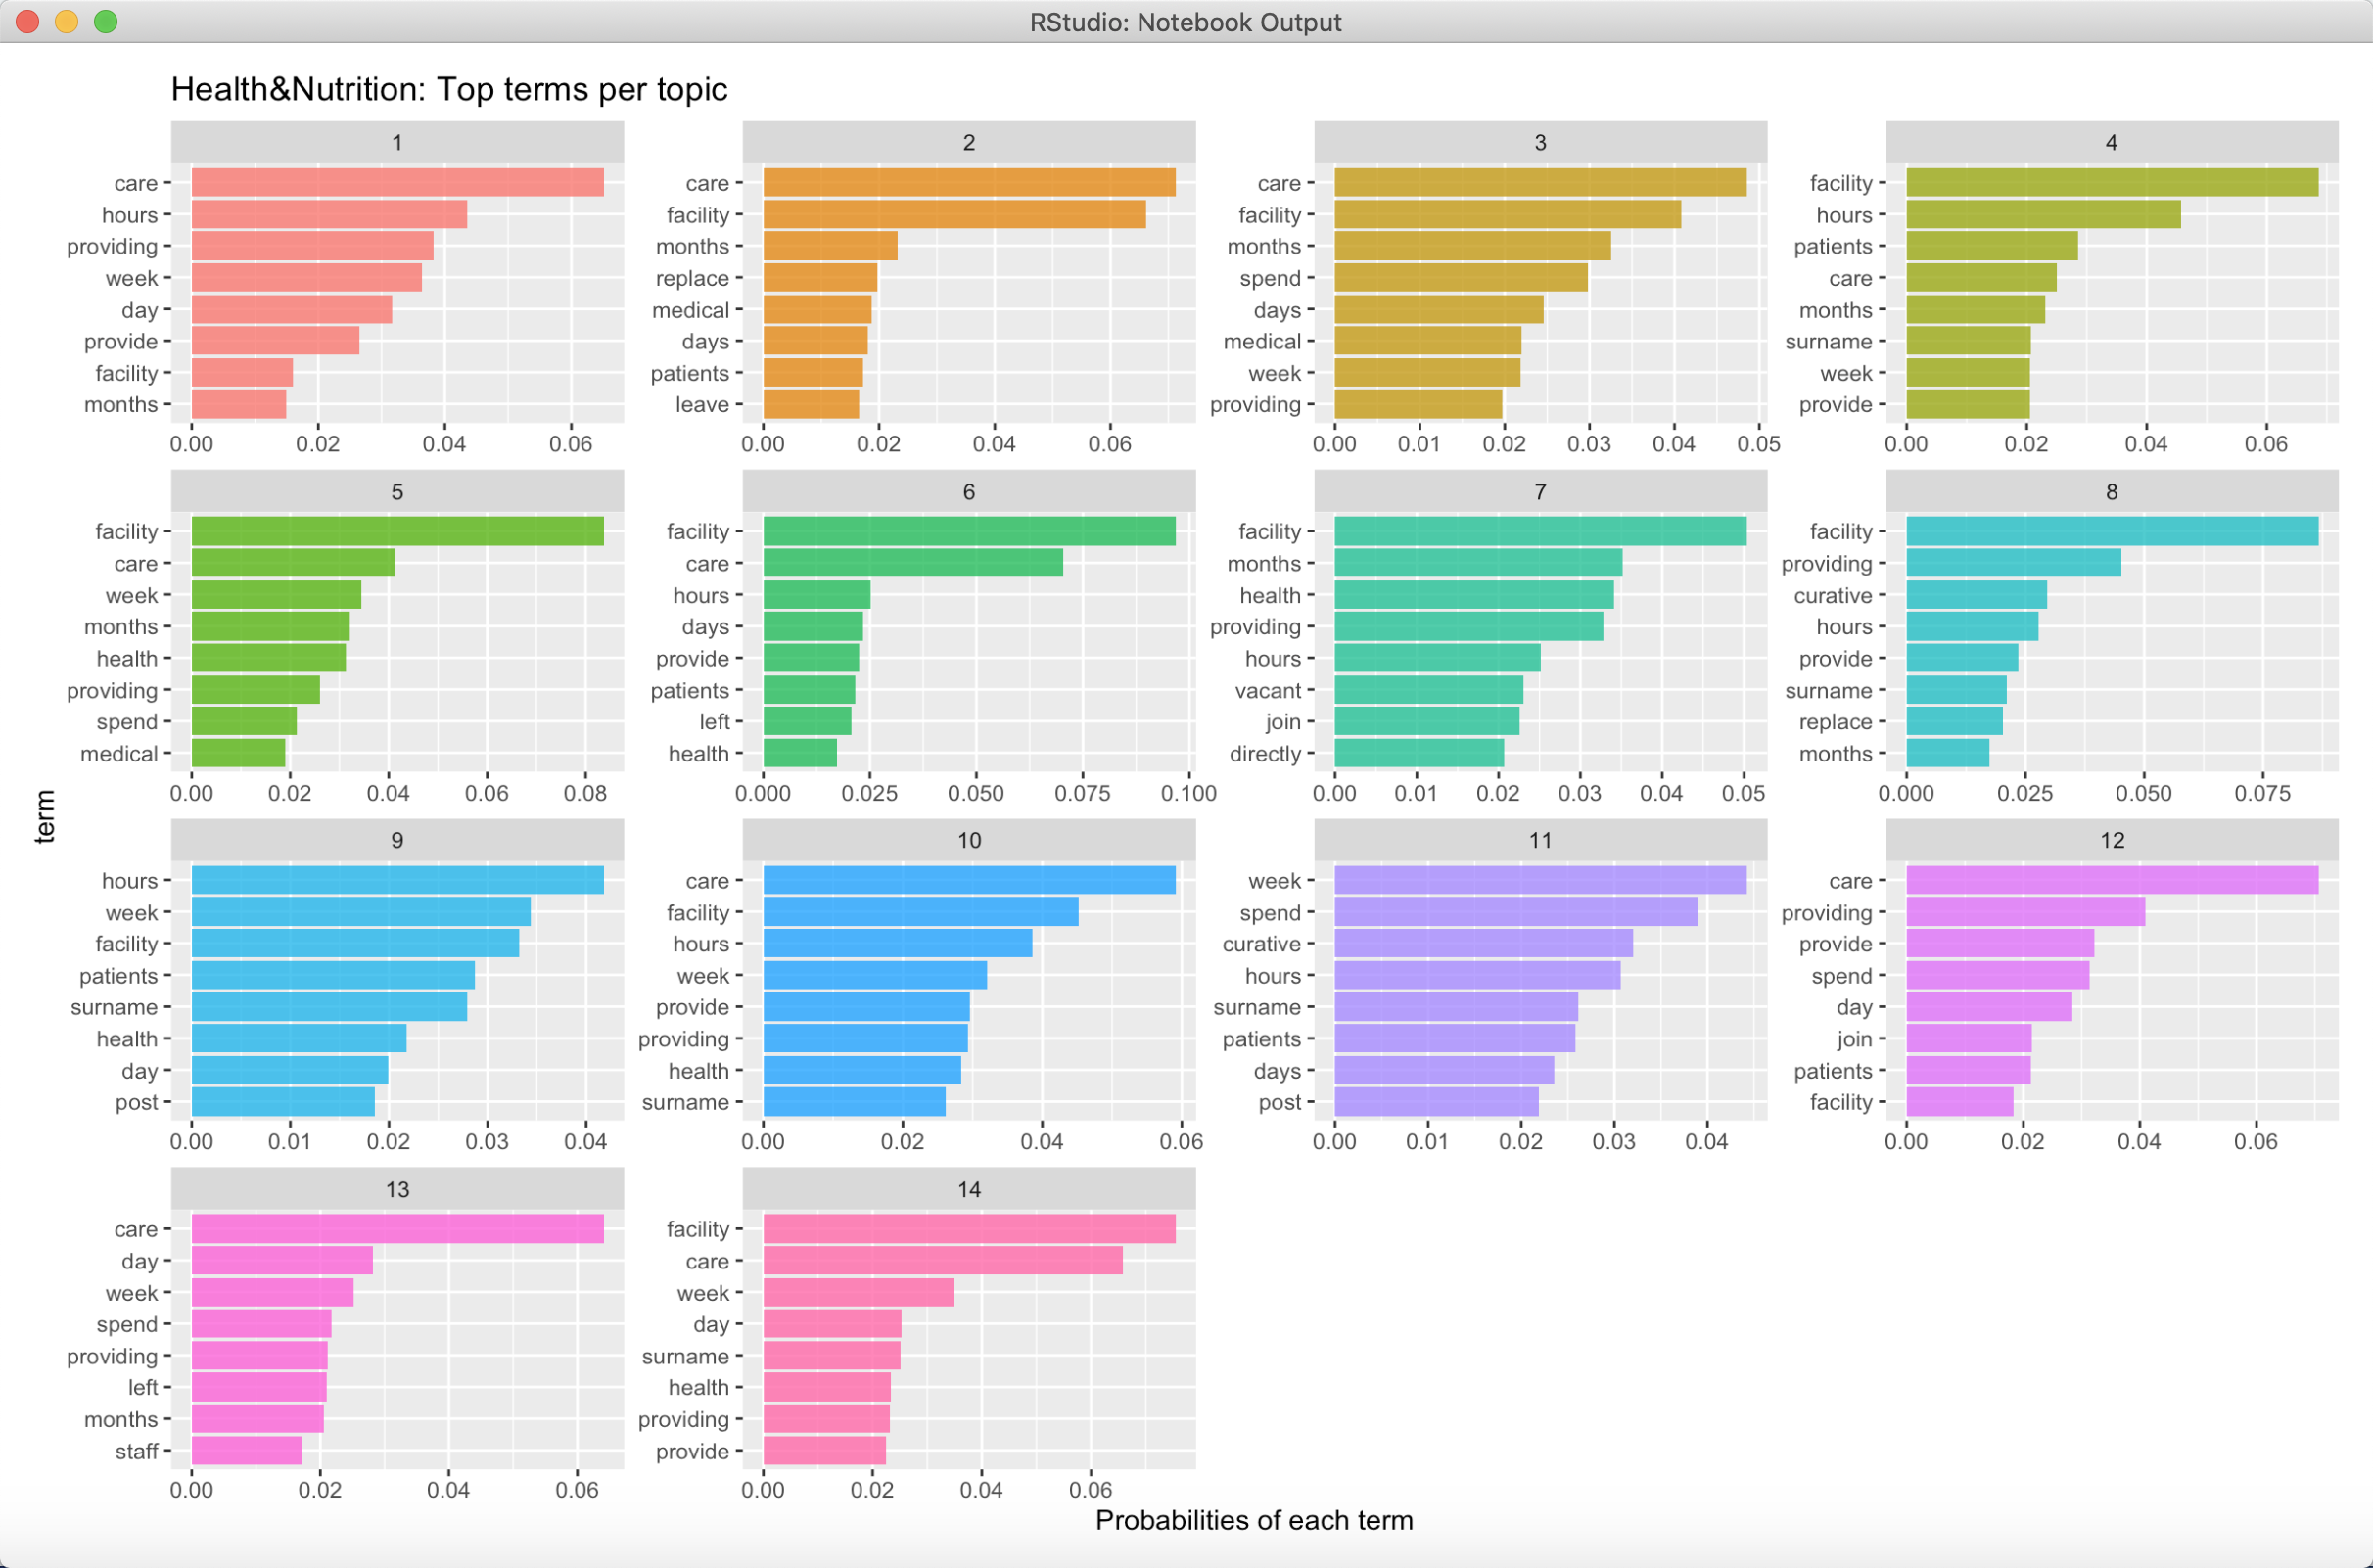 RStudio: Notebook Output
Health&Nutrition: Top terms per topic
1
care
hours
providing
week
day
provide
facility
months
0.00 0.02 0.04 0.06
2
care
facility
months
replace
medical
days
patients
leave
0.00 0.02 0.04 0.06
3
care
facility
months
spend
days
medical
week
providing
0.00 0.01 0.02 0.03 0.04 0.05
4
facility
hours
patients
care
months
surname
week
provide
0.00 0.02 0.04 0.06
5
facility
care
week
months
health
providing
spend
medical
0.00 0.02 0.04 0.06 0.08
6
facility
care
hours
days
provide
patients
left
health
0.000 0.025 0.050 0.075 0.100
7
facility
months
health
providing
hours
vacant
join
directly
0.00 0.01 0.02 0.03 0.04 0.05
8
facility
providing
curative
hours
provide
surname
replace
months
0.000 0.025 0.050 0.075
term
9
hours
week
facility
patients
surname
health
day
post
0.00 0.01 0.02 0.03 0.04
10
care
facility
hours
week
provide
providing
health
surname
0.00 0.02 0.04 0.06
11
week
spend
curative
hours
surname
patients
days
post
0.00 0.01 0.02 0.03 0.04
12
care
providing
provide
spend
day
join
patients
facility
0.00 0.02 0.04 0.06
13
care
day
week
spend
providing
left
months
staff
0.00 0.02 0.04 0.06
14
facility
care
week
day
surname
health
providing
provide
0.00 0.02 0.04 0.06
Probabilities of each term